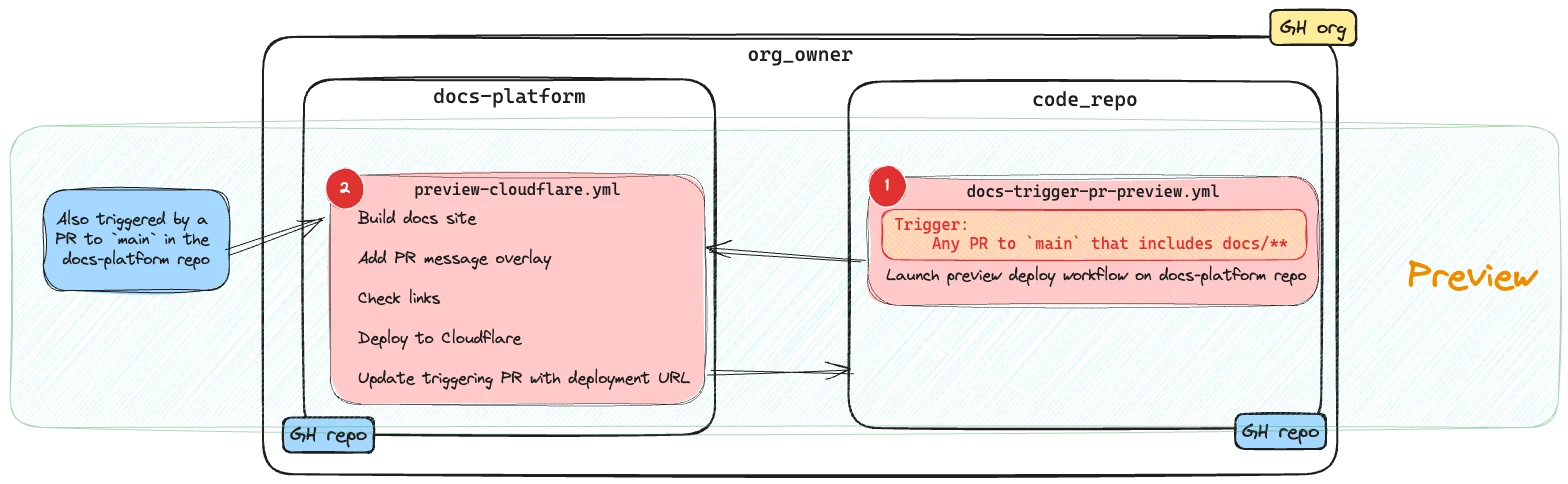 GH org
org_owner
docs-platform
code_repo
Also triggered by a
PR to `main` in the
docs-platform repo
2
preview-cloudflare.yml
Build docs site
Add PR message overlay
Check links
Deploy to Cloudflare
Update triggering PR with deployment URL
1
docs-trigger-pr-preview.yml
Trigger:
Any PR to `main` that includes docs/**
Launch preview deploy workflow on docs-platform repo
Preview
GH repo
GH repo